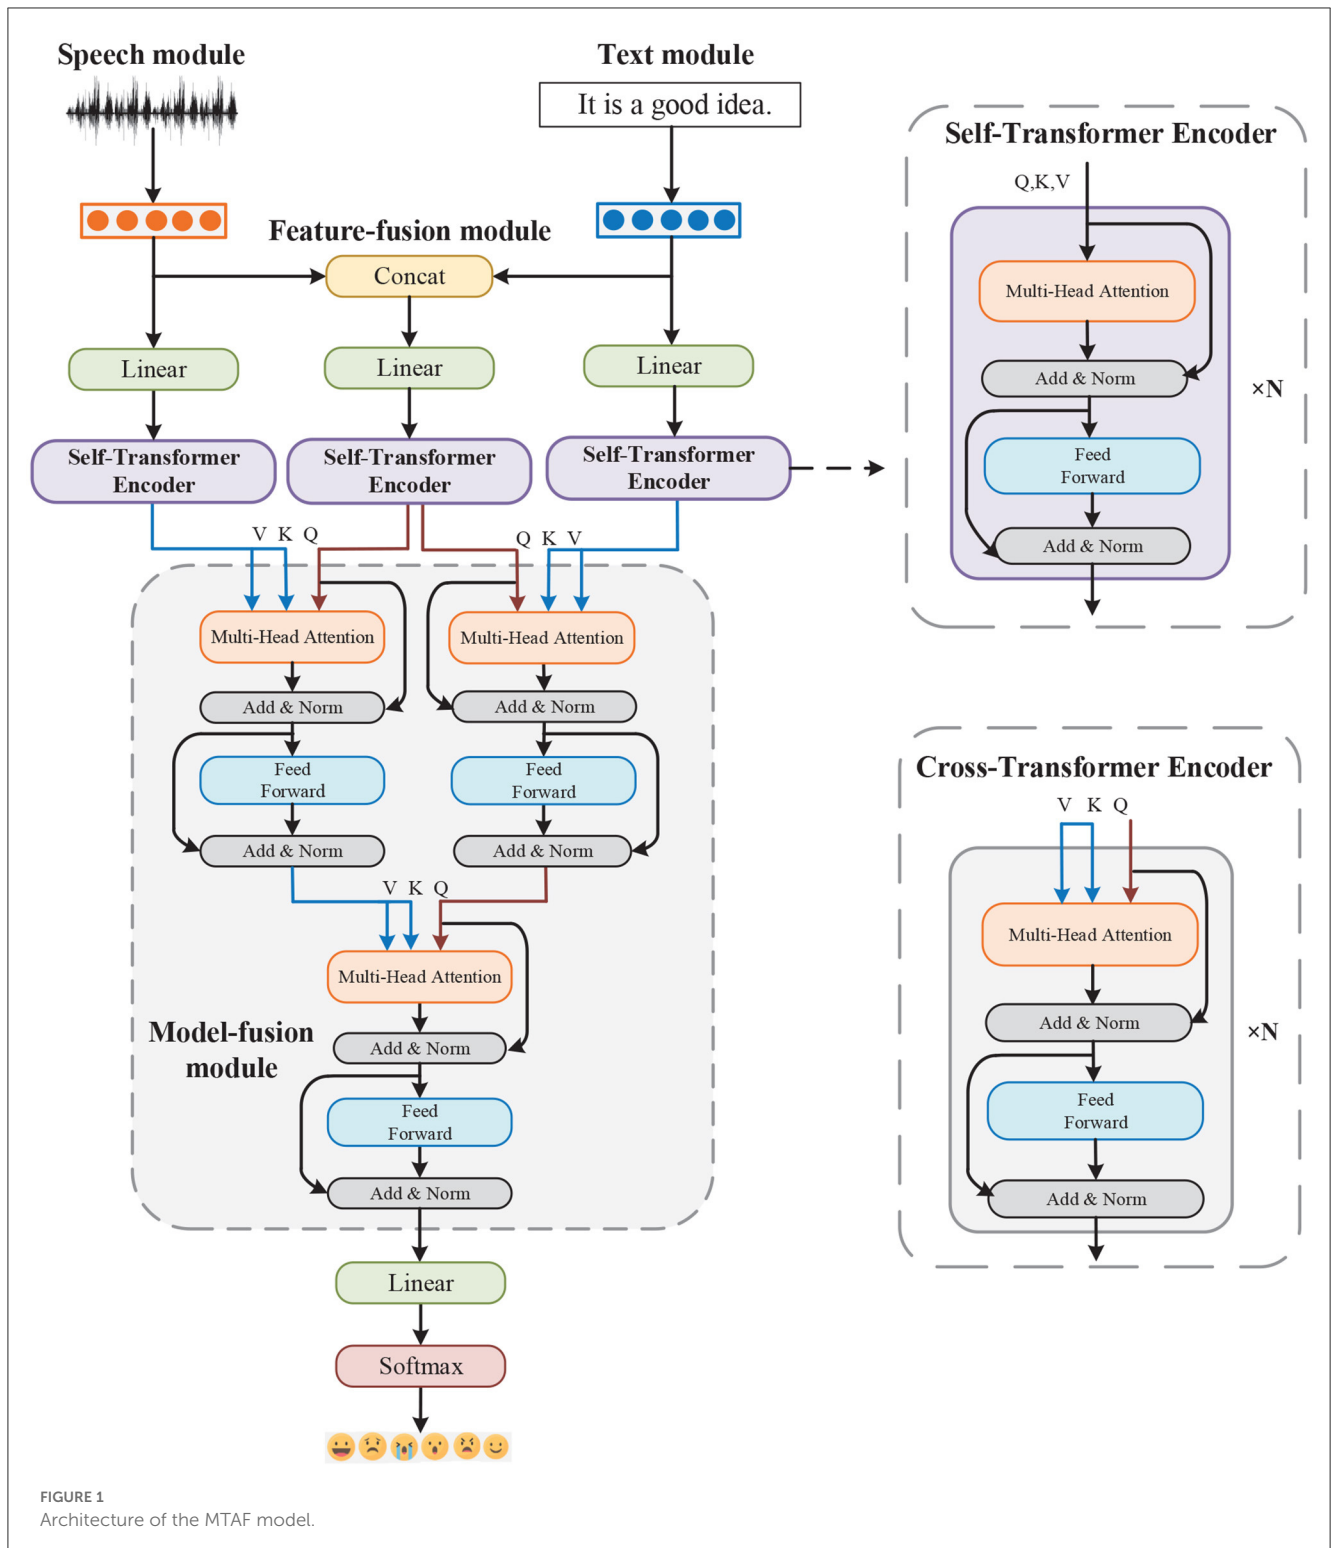 Speech module
Text module
It is a good idea.
Feature-fusion module
Concat
Linear
Linear
Linear
Self-Transformer
Encoder
Self-Transformer
Encoder
Self-Transformer
Encoder
V K Q
Q K V
Multi-Head Attention
Multi-Head Attention
Add & Norm
Add & Norm
Feed
Forward
Feed
Forward
Add & Norm
Add & Norm
V K Q
Multi-Head Attention
Model-fusion
module
Add & Norm
Feed
Forward
Add & Norm
Linear
Softmax
Self-Transformer Encoder
Q,K,V
Multi-Head Attention
Add & Norm
×N
Feed
Forward
Add & Norm
Cross-Transformer Encoder
V K Q
Multi-Head Attention
Add & Norm
×N
Feed
Forward
Add & Norm
FIGURE 1
Architecture of the MTAF model.